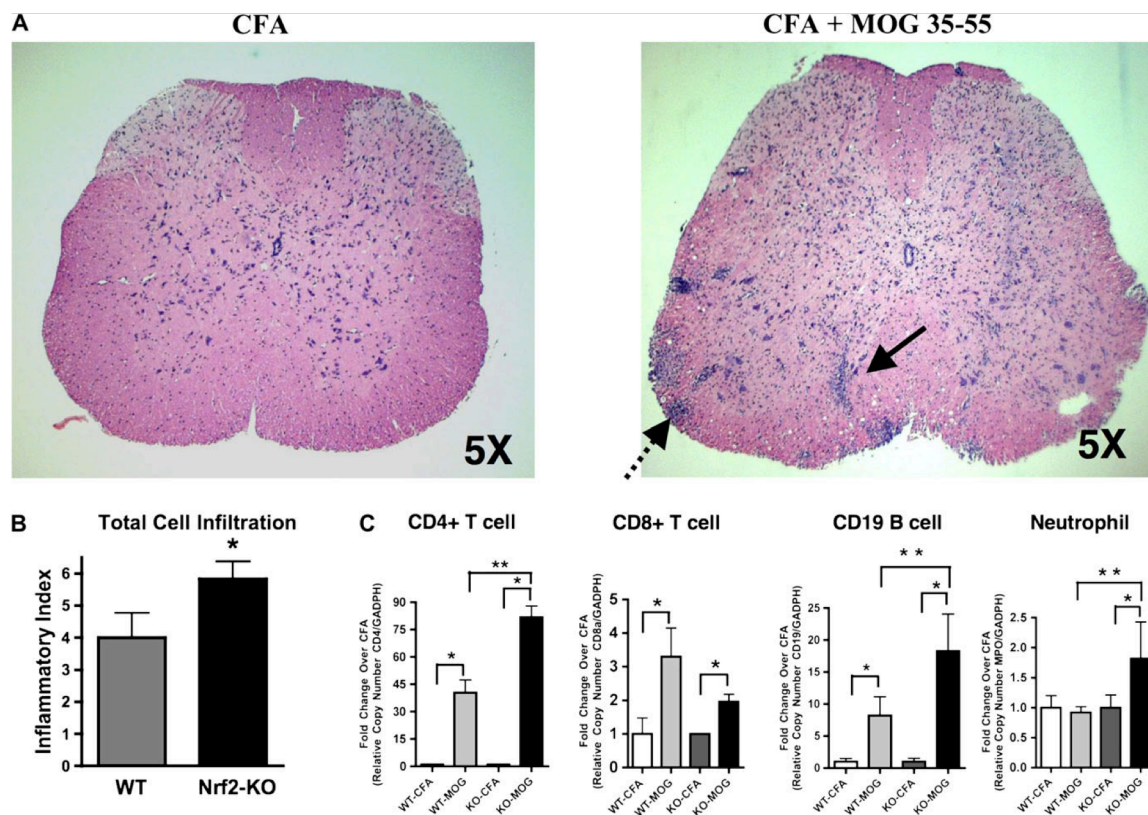 A
CFA
CFA + MOG 35-55
5X
5X
B
Total Cell Infiltration
*
Inflammatory Index
6
5
4
3
2
1
0
WT
Nrf2-KO
C
CD4+ T cell
**
*
*
Fold Change Over CFA
(Relative Copy Number CD4/GADPH)
90
75
60
45
30
15
0
WT-CFA
WT-MOG
KO-CFA
KO-MOG
CD8+ T cell
*
*
Fold Change Over CFA
(Relative Copy Number CD8a/GADPH)
5
4
3
2
1
0
WT-CFA
WT-MOG
KO-CFA
KO-MOG
CD19 B cell
* *
*
*
Fold Change Over CFA
(Relative Copy Number CD19/GADPH)
25
20
15
10
5
0
WT-CFA
WT-MOG
KO-CFA
KO-MOG
Neutrophil
* *
*
Fold Change Over CFA
(Relative Copy Number MPO/GADPH)
2.5
2.0
1.5
1.0
0.5
0.0
WT-CFA
WT-MOG
KO-CFA
KO-MOG